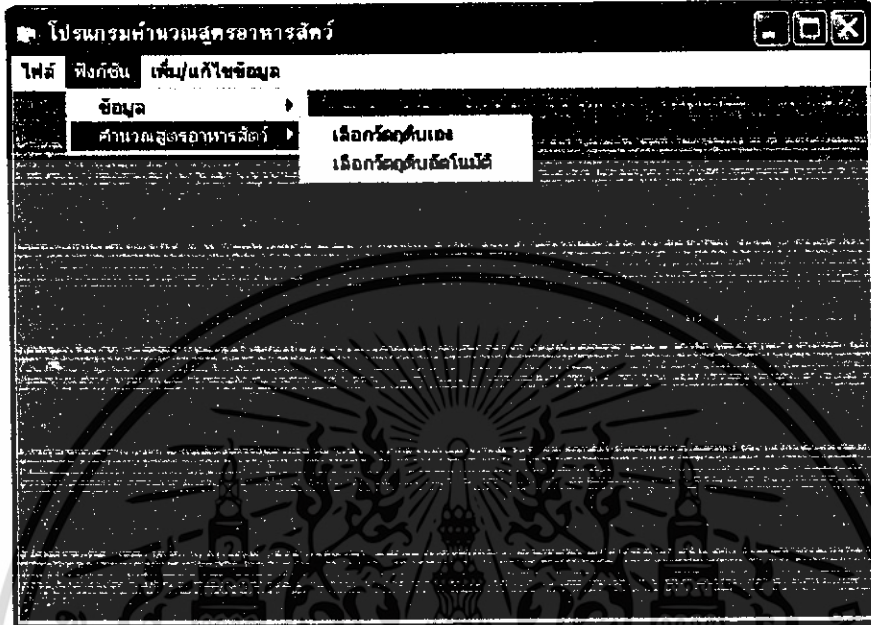 โปรแกรมคำนวณสูตรอาหารสัตว์
ไฟล์ ฟังก์ชัน เพิ่ม/แก้ไขข้อมูล
ข้อมูล
คำนวณสูตรอาหารสัตว์
เลือกวัตถุดิบเอง
เลือกวัตถุดิบอัตโนมัติ